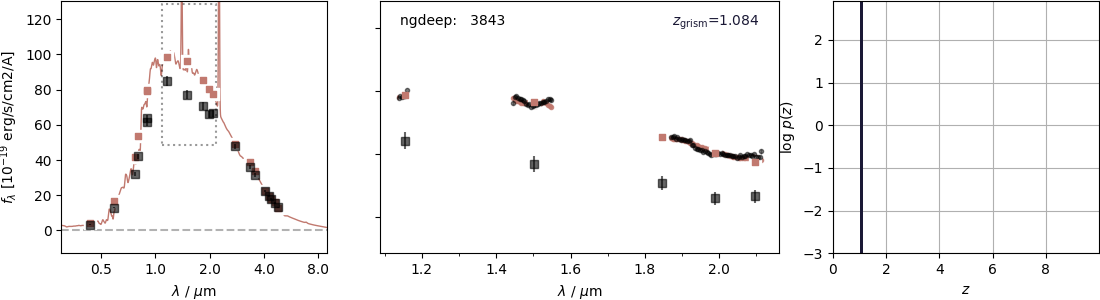 120
100
80
60
40
20
0
0.5 1.0 2.0 4.0 8.0
λ / μm
f_λ [10⁻¹⁹ erg/s/cm2/A]
ngdeep: 3843
z_grism=1.084
1.2 1.4 1.6 1.8 2.0
λ / μm
2
1
0
−1
−2
−3
0 2 4 6 8
z
log p(z)